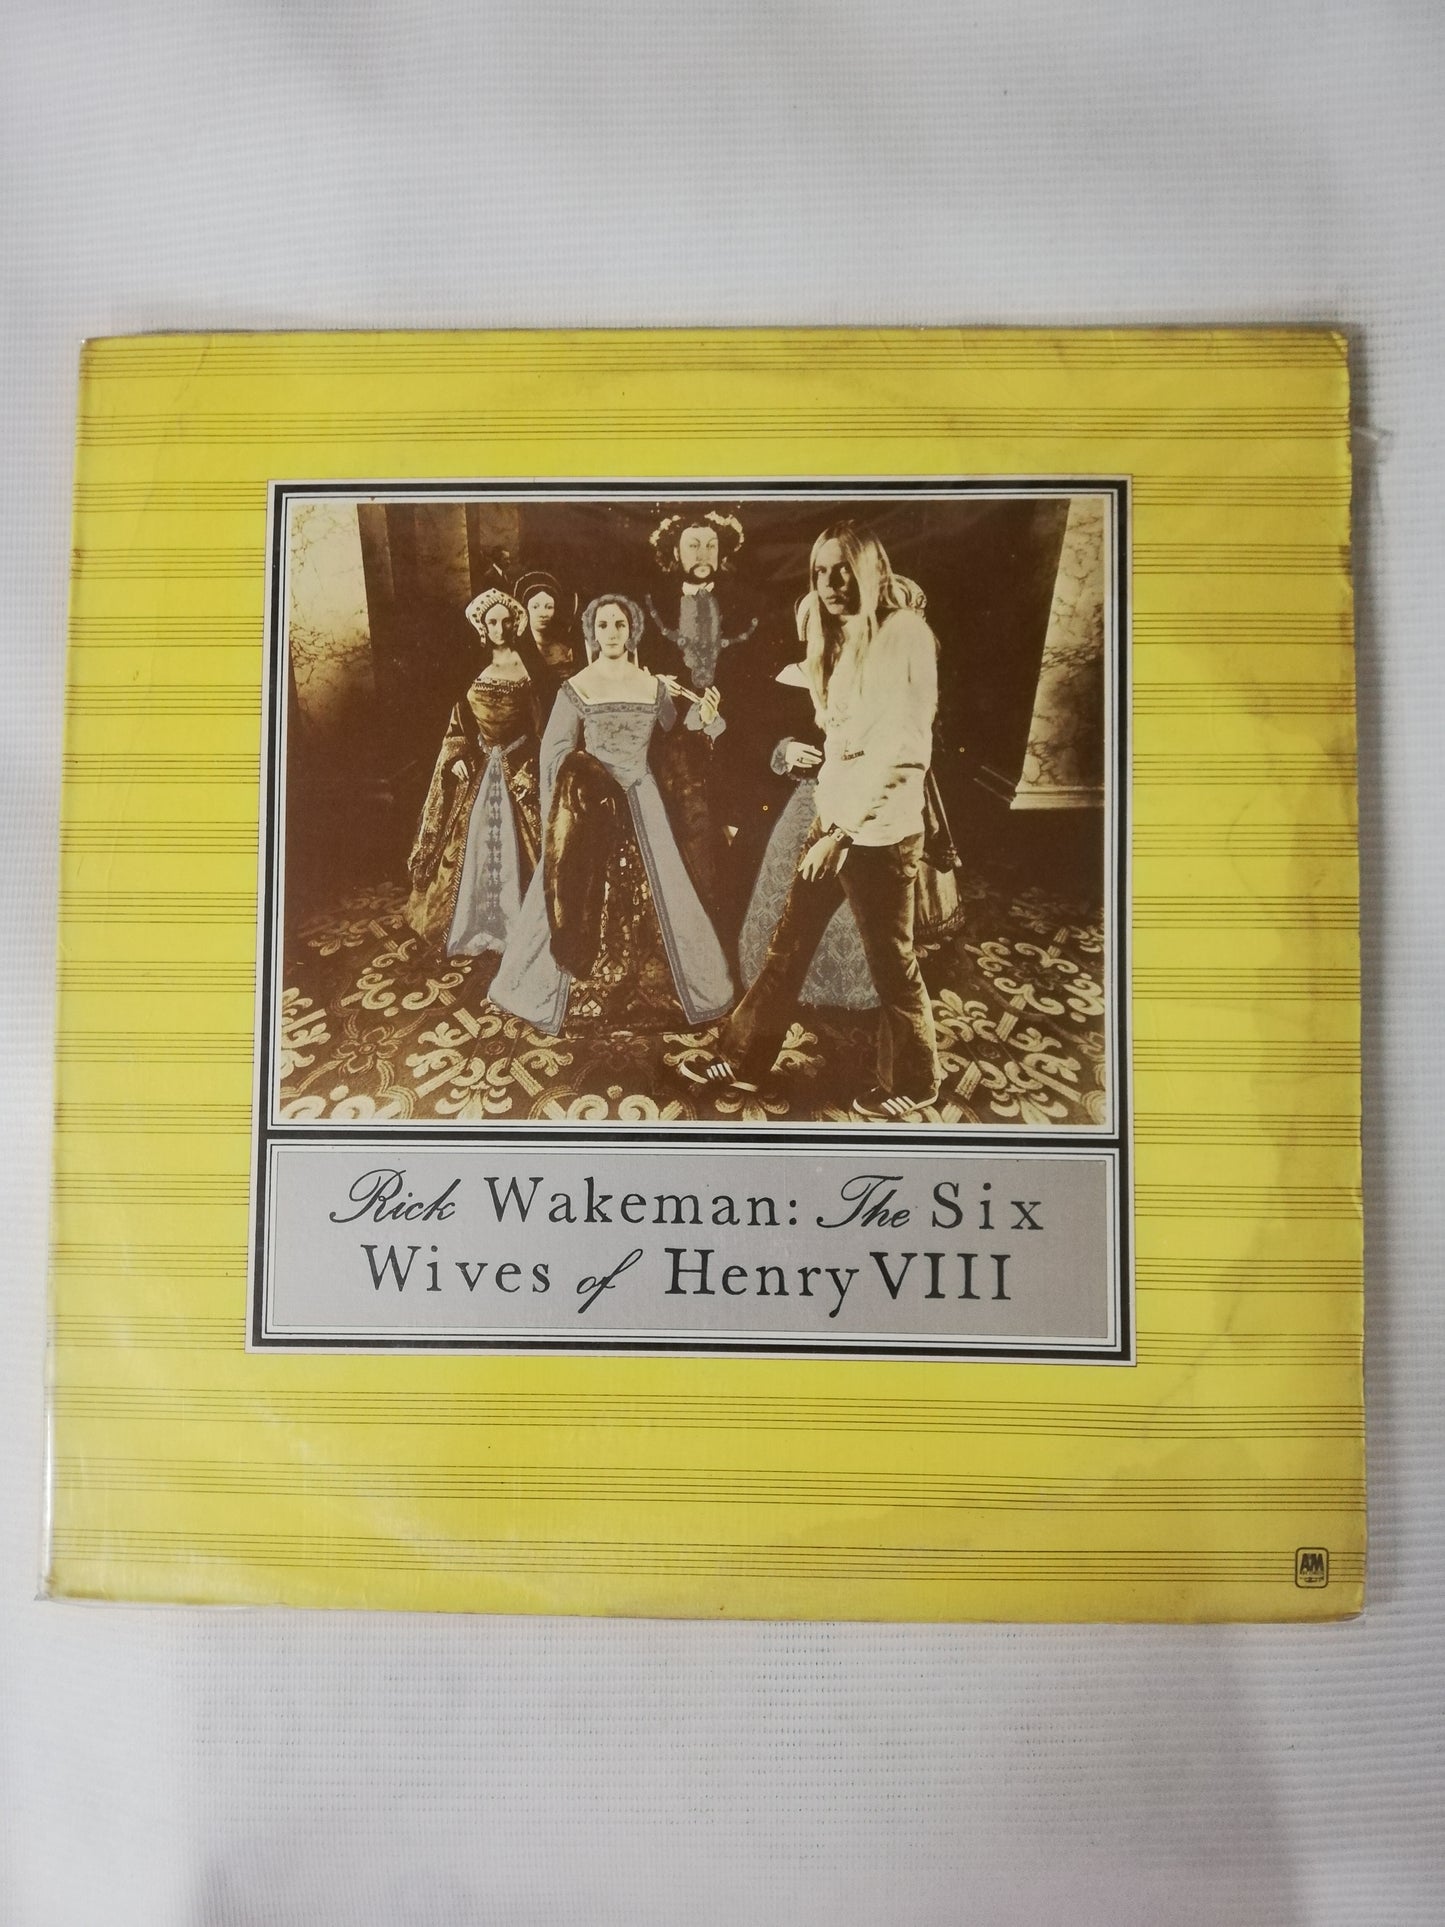 Rick Wakeman: The Six
Wives of Henry VIII
A&M